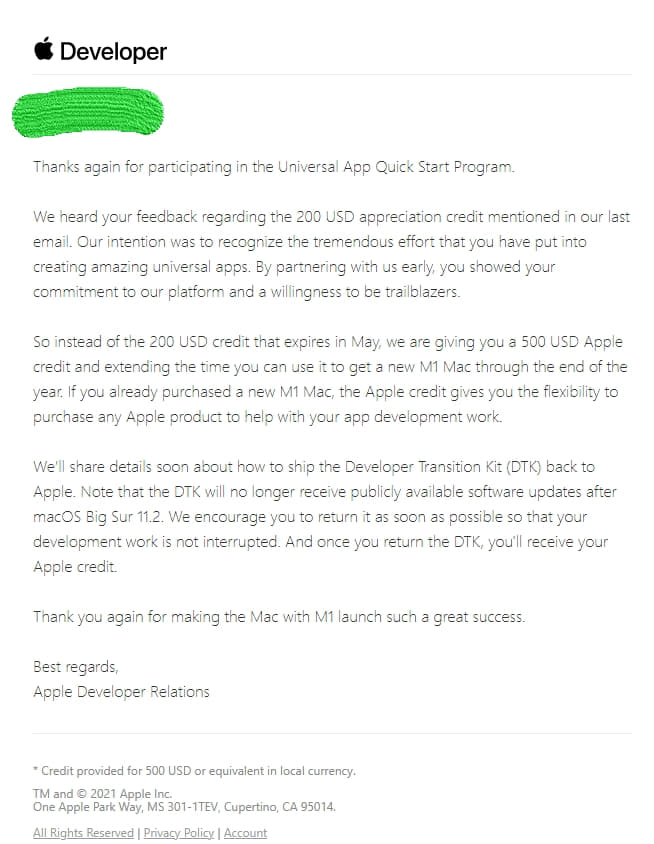 Developer
Thanks again for participating in the Universal App Quick Start Program.
We heard your feedback regarding the 200 USD appreciation credit mentioned in our last
email. Our intention was to recognize the tremendous effort that you have put into
creating amazing universal apps. By partnering with us early, you showed your
commitment to our platform and a willingness to be trailblazers.
So instead of the 200 USD credit that expires in May, we are giving you a 500 USD Apple
credit and extending the time you can use it to get a new M1 Mac through the end of the
year. If you already purchased a new M1 Mac, the Apple credit gives you the flexibility to
purchase any Apple product to help with your app development work.
We'll share details soon about how to ship the Developer Transition Kit (DTK) back to
Apple. Note that the DTK will no longer receive publicly available software updates after
macOS Big Sur 11.2. We encourage you to return it as soon as possible so that your
development work is not interrupted. And once you return the DTK, you'll receive your
Apple credit.
Thank you again for making the Mac with M1 launch such a great success.
Best regards,
Apple Developer Relations
* Credit provided for 500 USD or equivalent in local currency.
TM and © 2021 Apple Inc.
One Apple Park Way, MS 301-1TEV, Cupertino, CA 95014.
All Rights Reserved | Privacy Policy | Account